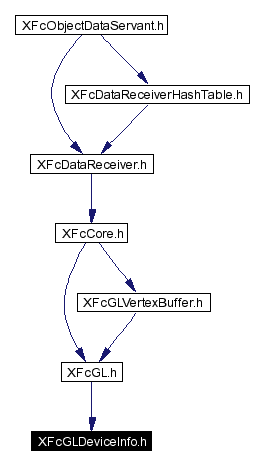 XFcObjectDataServant.h
XFcDataReceiverHashTable.h
XFcDataReceiver.h
XFcCore.h
XFcGLVertexBuffer.h
XFcGL.h
XFcGLDeviceInfo.h